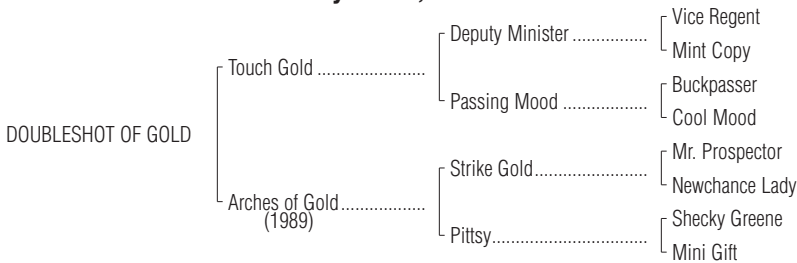 Vice Regent
Deputy Minister ................
Mint Copy
Touch Gold .......................
Buckpasser
Passing Mood ..................
Cool Mood
DOUBLESHOT OF GOLD
Mr. Prospector
Strike Gold........................
Newchance Lady
Arches of Gold..................
(1989)
Shecky Greene
Pittsy.................................
Mini Gift